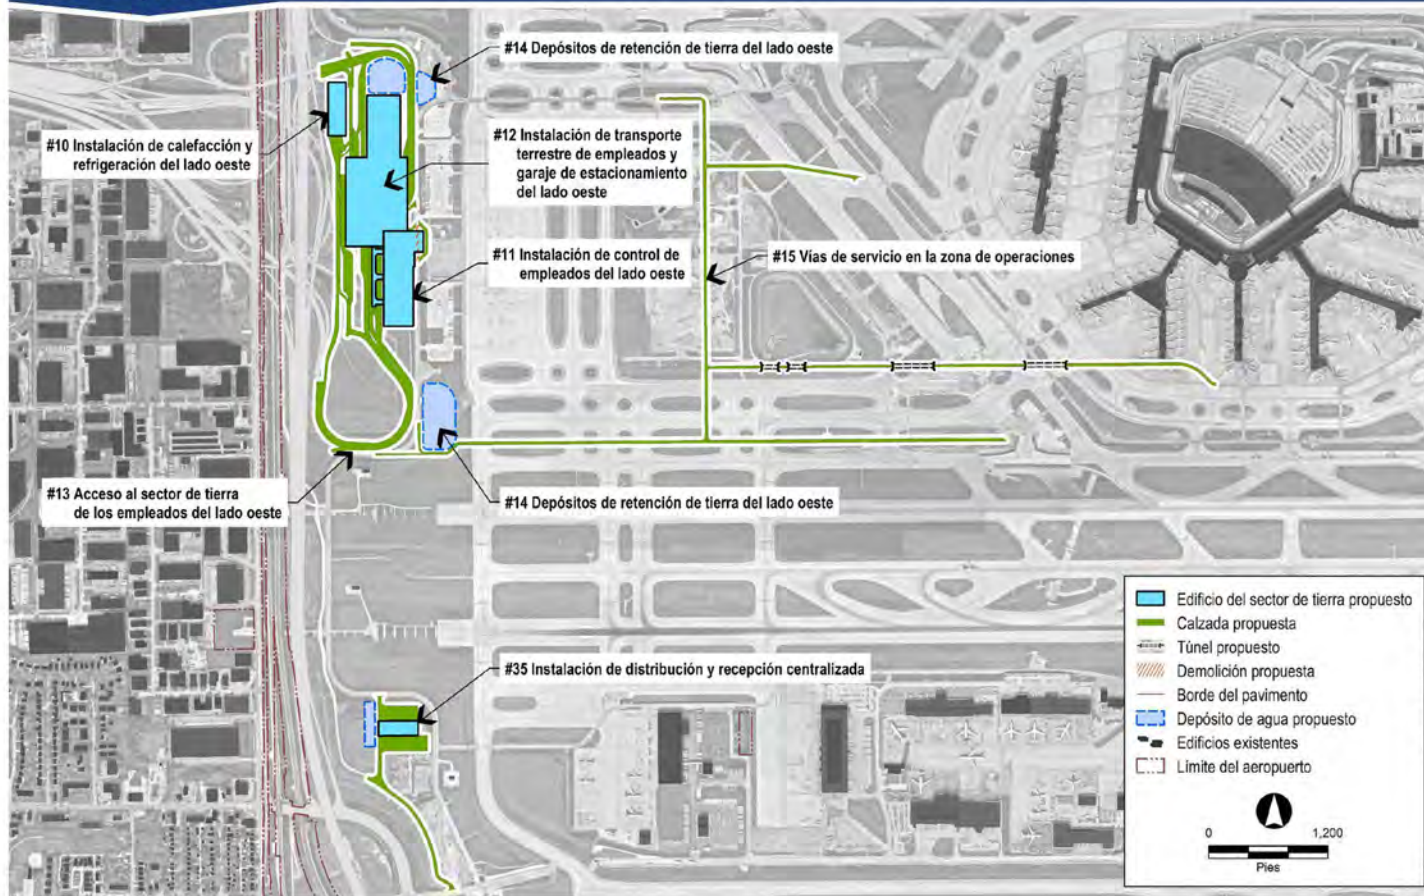 #14 Depósitos de retención de tierra del lado oeste
#10 Instalación de calefacción y
refrigeración del lado oeste
#12 Instalación de transporte
terrestre de empleados y
garaje de estacionamiento
del lado oeste
#11 Instalación de control de
empleados del lado oeste
#15 Vías de servicio en la zona de operaciones
#13 Acceso al sector de tierra
de los empleados del lado oeste
#14 Depósitos de retención de tierra del lado oeste
#35 Instalación de distribución y recepción centralizada
Edificio del sector de tierra propuesto
Calzada propuesta
Túnel propuesto
Demolición propuesta
Borde del pavimento
Depósito de agua propuesto
Edificios existentes
Límite del aeropuerto
0 1,200
Pies